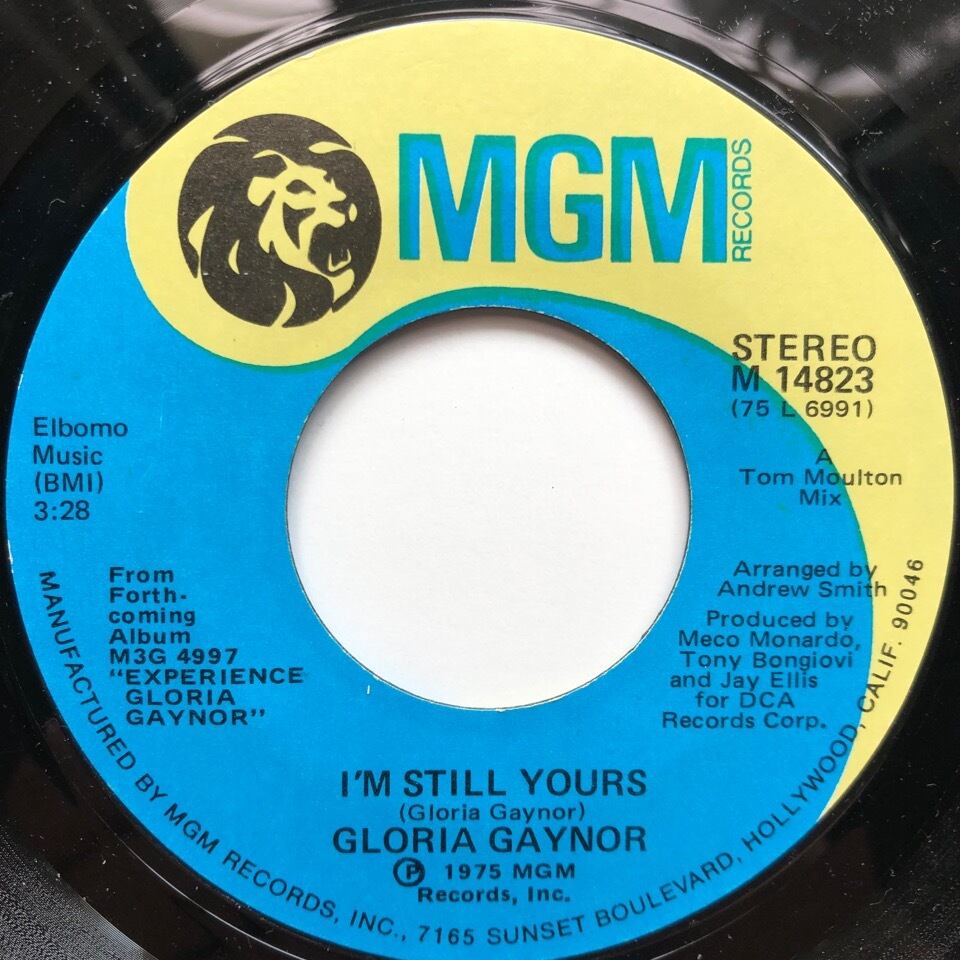 MGM
RECORDS
STEREO
M 14823
(75 L 6991)
A
Tom Moulton
Mix
Elbomo
Music
(BMI)
3:28
From
Forth-
coming
Album
M3G 4997
"EXPERIENCE
GLORIA
GAYNOR"
Arranged by
Andrew Smith
Produced by
Meco Monardo,
Tony Bongiovi
and Jay Ellis
for DCA
Records Corp.
I'M STILL YOURS
(Gloria Gaynor)
GLORIA GAYNOR
Ⓟ 1975 MGM
Records, Inc.
MANUFACTURED BY MGM RECORDS, INC., 7165 SUNSET BOULEVARD, HOLLYWOOD, CALIF. 90046